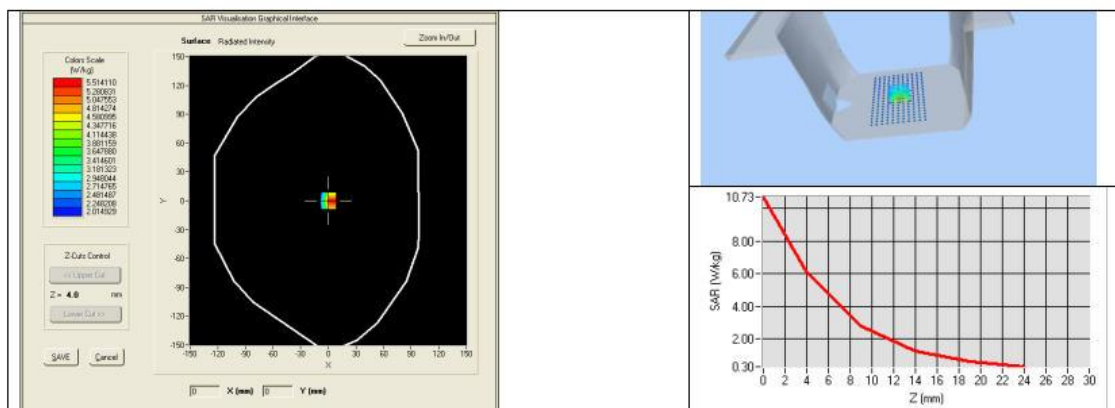 SAR Visualisation Graphical Interface
Surface Radiated Intensity
Zoom In/Out
Colors Scale
(W/kg)
5.514110
5.280831
5.047553
4.814274
4.580995
4.347716
4.114438
3.881159
3.647880
3.414601
3.181323
2.948044
2.714765
2.481487
2.248208
2.014929
150-
120-
90-
60-
30-
0-
-30-
-60-
-90-
-120-
-150-
Y
-150 -120 -90 -60 -30 0 30 60 90 120 150
X
Z-Cuts Control
<< Upper Cut
Z = 4.0 mm
Lower Cut >>
SAVE Cancel
0 X (mm) 0 Y (mm)
10.73-
8.00-
6.00-
4.00-
2.00-
0.30-
SAR (W/kg)
0 2 4 6 8 10 12 14 16 18 20 22 24 26 28 30
Z (mm)